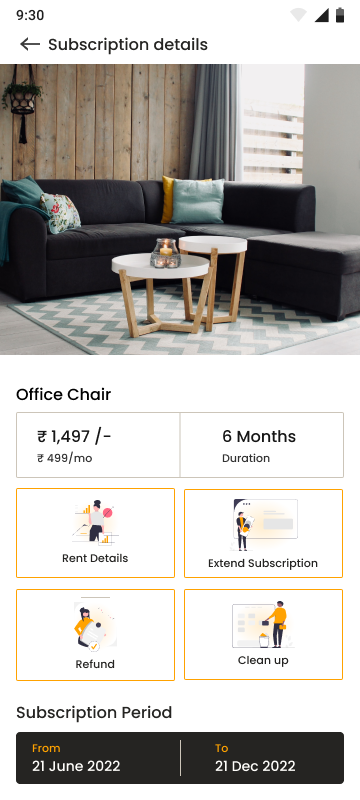 9:30
Subscription details
Office Chair
₹ 1,497 /-
6 Months
₹ 499/mo
Duration
Rent Details
Extend Subscription
Refund
Clean up
Subscription Period
From
To
21 June 2022
21 Dec 2022